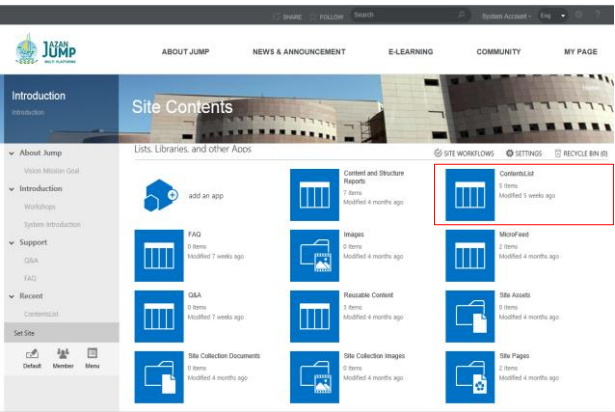 SHARE FOLLOW Search System Account Eng ?
JAZAN
JUMP
MULTI PLATFORMS
ABOUT JUMP NEWS & ANNOUNCEMENT E-LEARNING COMMUNITY MY PAGE
Introduction
Introduction
Home
Site Contents
Lists, Libraries, and other Apps
SITE WORKFLOWS SETTINGS RECYCLE BIN (0)
About Jump
Vision Mission Goal
Introduction
Workshops
System Introduction
Support
Q&A
FAQ
Recent
ContentsList
Set Site
Default Member Menu
add an app
Content and Structure
Reports
7 items
Modified 4 months ago
ContentsList
5 items
Modified 5 weeks ago
FAQ
0 items
Modified 7 weeks ago
Images
0 items
Modified 4 months ago
MicroFeed
2 items
Modified 4 months ago
Q&A
0 items
Modified 7 weeks ago
Reusable Content
3 items
Modified 4 months ago
Site Assets
0 items
Modified 4 months ago
Site Collection Documents
0 items
Modified 4 months ago
Site Collection Images
0 items
Modified 4 months ago
Site Pages
2 items
Modified 4 months ago